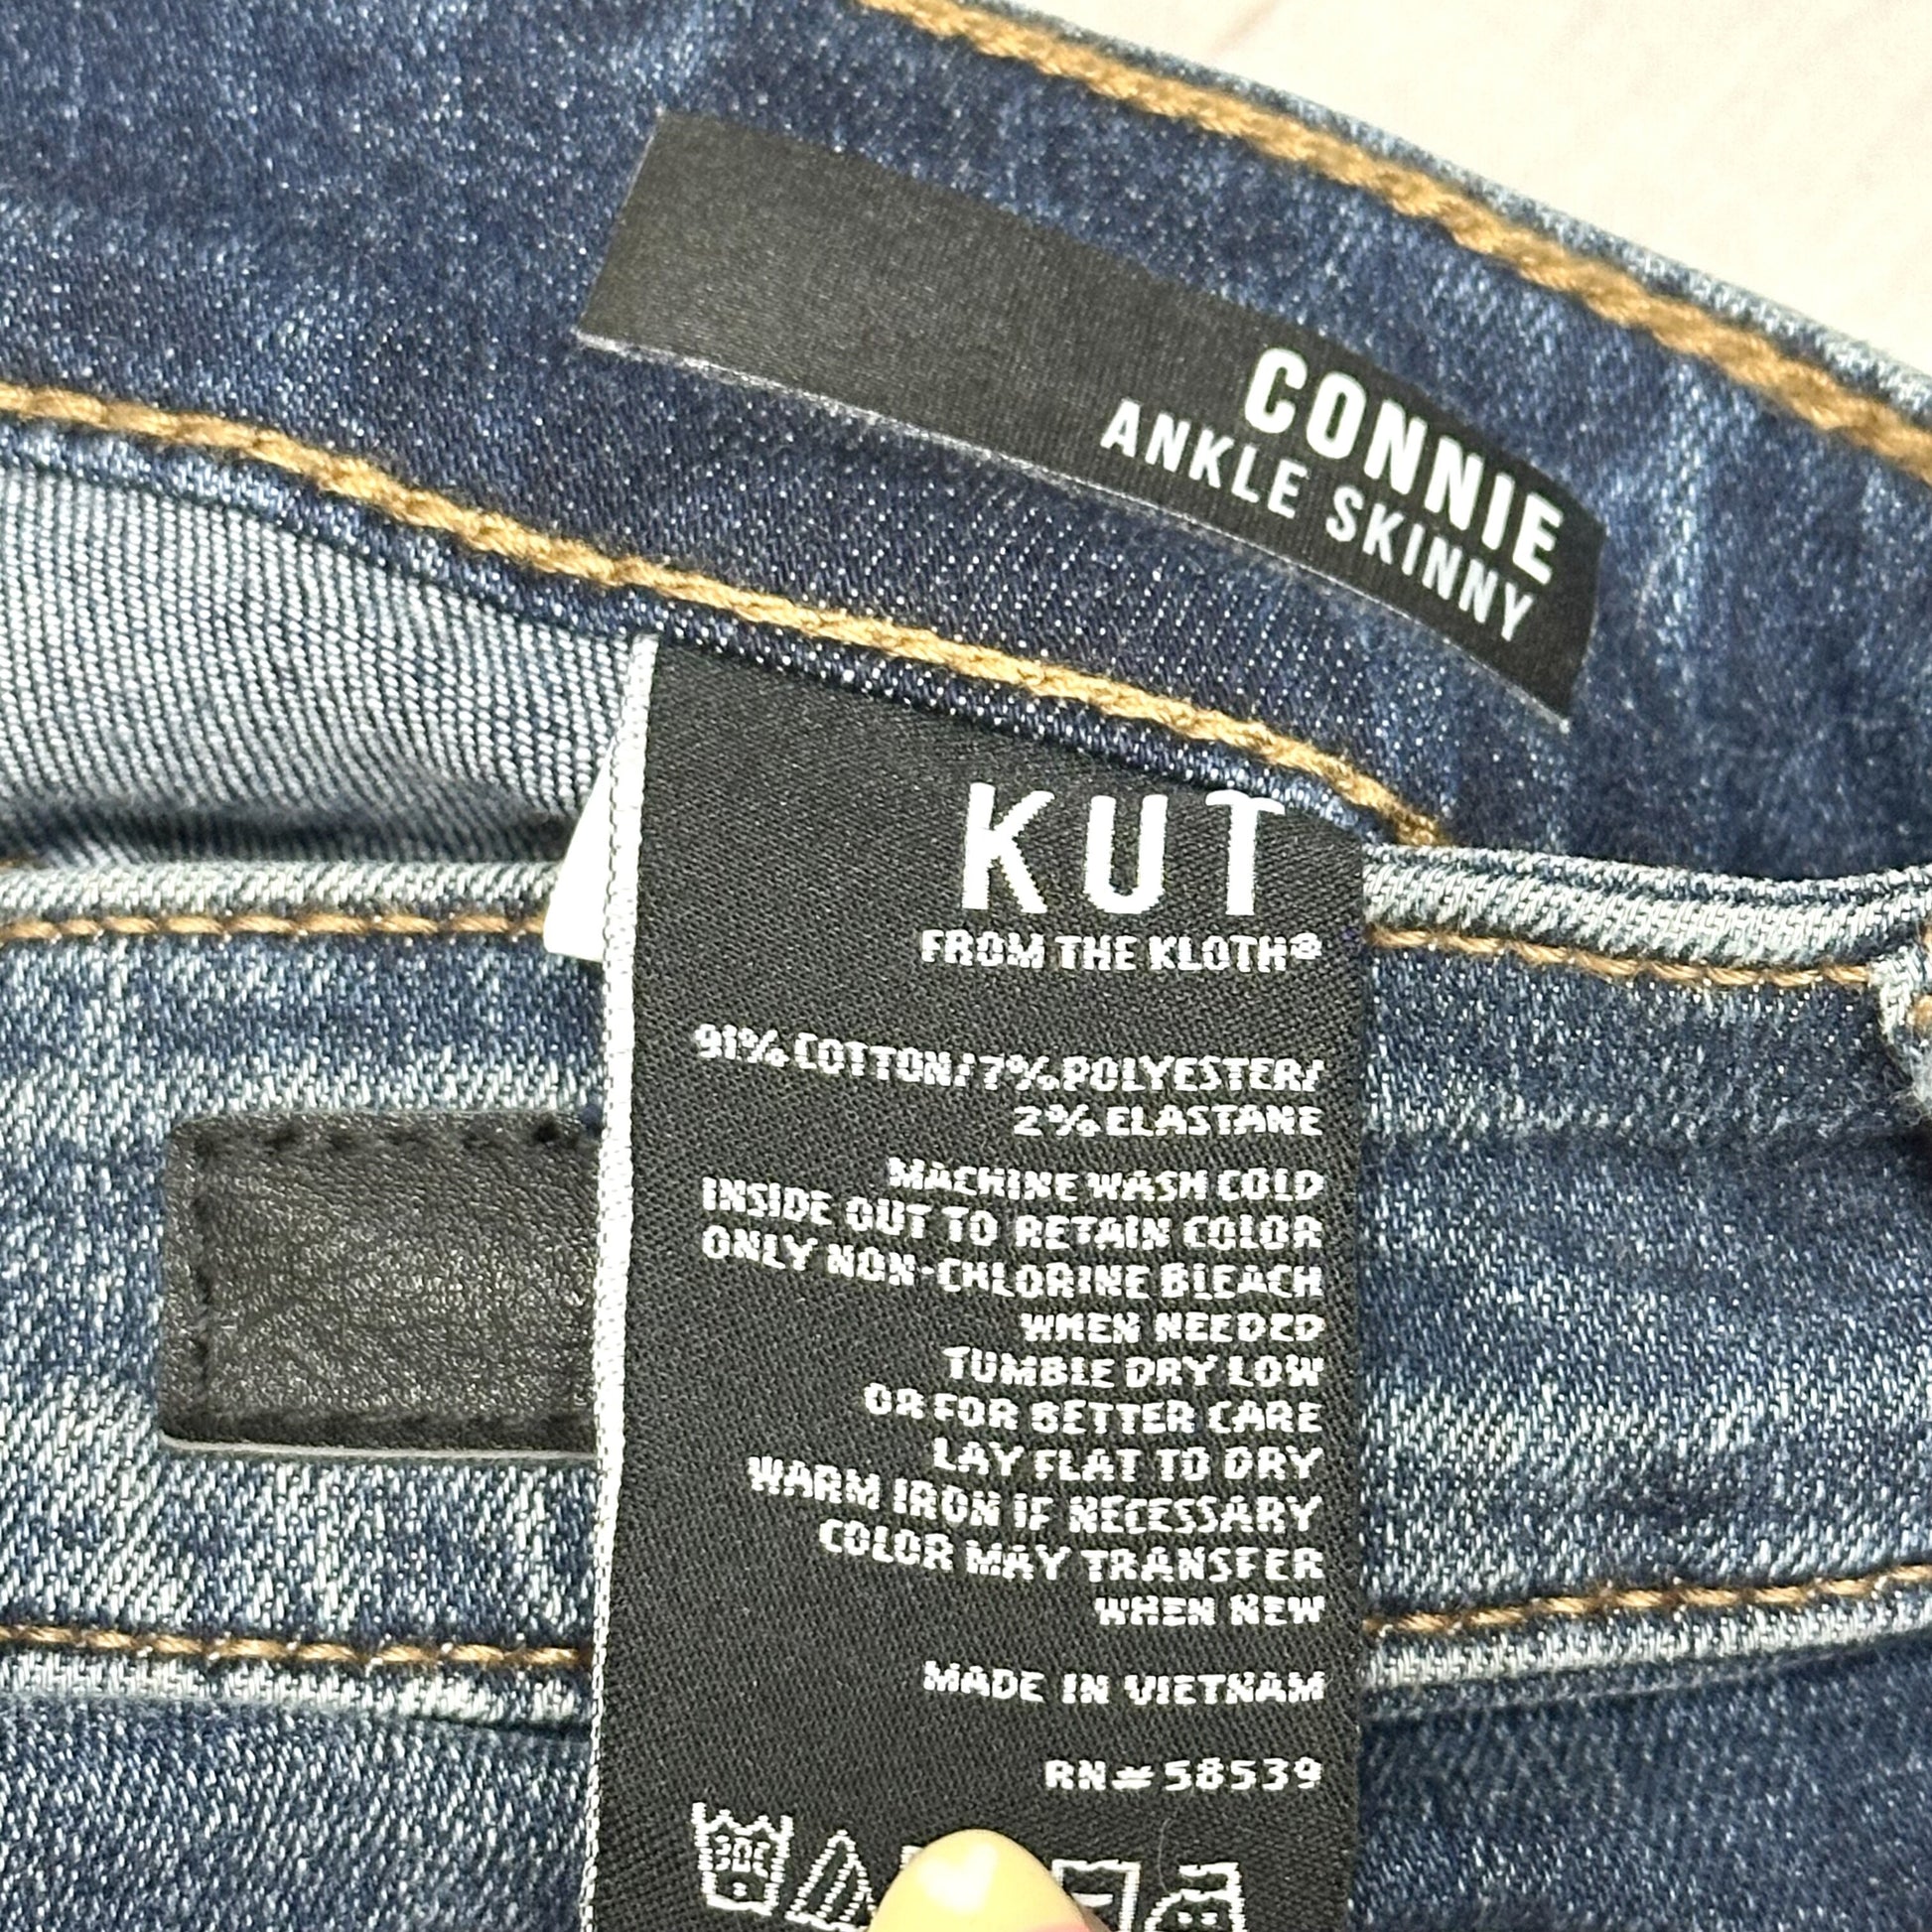 CONNIE
ANKLE SKINNY
KUT
FROM THE KLOTH®
91% COTTON/7% POLYESTER/
2% ELASTANE
MACHINE WASH COLD
INSIDE OUT TO RETAIN COLOR
ONLY NON-CHLORINE BLEACH
WHEN NEEDED
TUMBLE DRY LOW
OR FOR BETTER CARE
LAY FLAT TO DRY
WARM IRON IF NECESSARY
COLOR MAY TRANSFER
WHEN NEW
MADE IN VIETNAM
RN#58539
30C